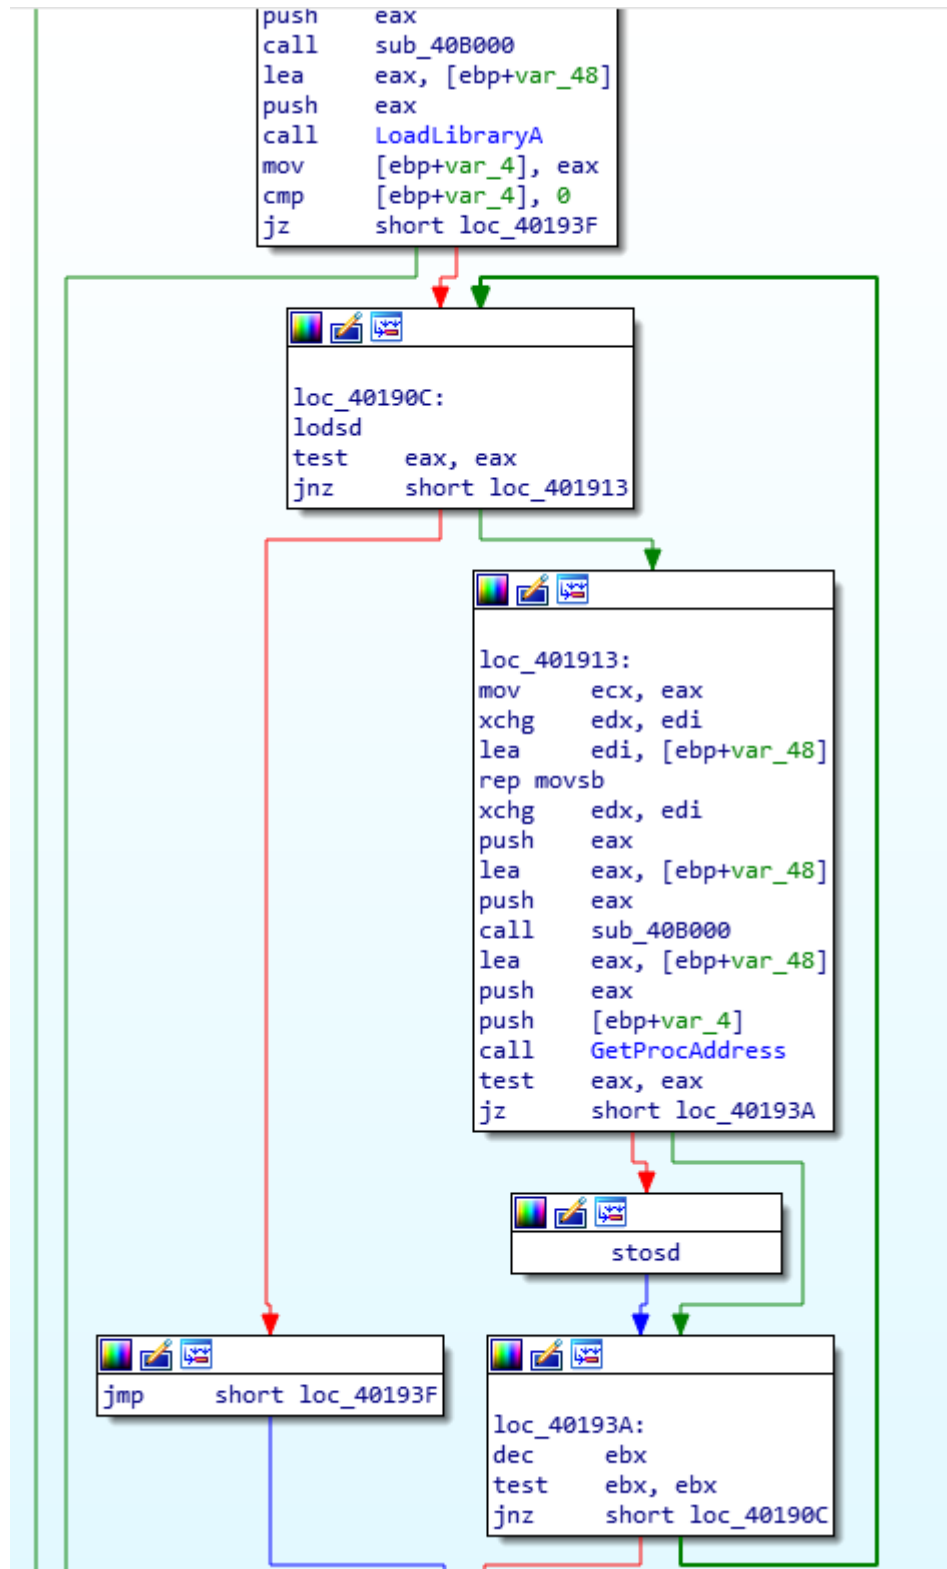 push eax
call sub_40B000
lea eax, [ebp+var_48]
push eax
call LoadLibraryA
mov [ebp+var_4], eax
cmp [ebp+var_4], 0
jz short loc_40193F
loc_40190C:
lodsd
test eax, eax
jnz short loc_401913
loc_401913:
mov ecx, eax
xchg edx, edi
lea edi, [ebp+var_48]
rep movsb
xchg edx, edi
push eax
lea eax, [ebp+var_48]
push eax
call sub_40B000
lea eax, [ebp+var_48]
push eax
push [ebp+var_4]
call GetProcAddress
test eax, eax
jz short loc_40193A
stosd
jmp short loc_40193F
loc_40193A:
dec ebx
test ebx, ebx
jnz short loc_40190C